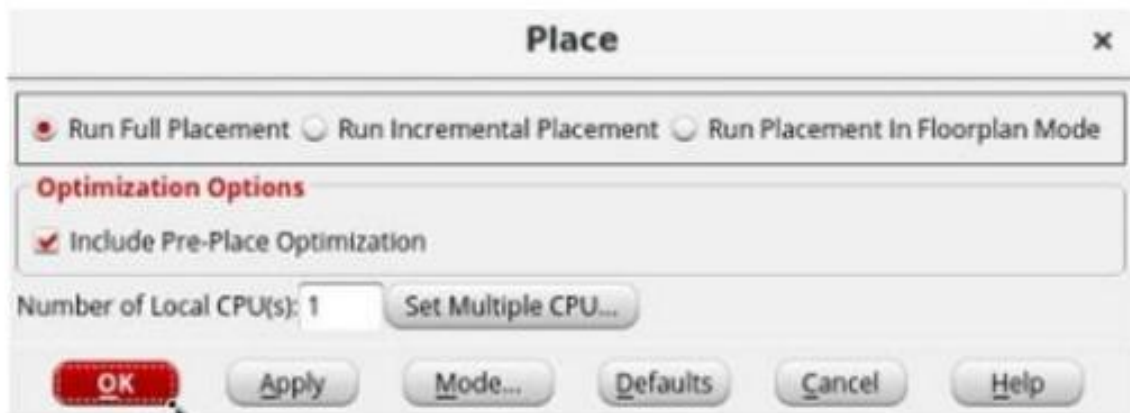 Place
Run Full Placement Run Incremental Placement Run Placement In Floorplan Mode
Optimization Options
Include Pre-Place Optimization
Number of Local CPU(s): 1 Set Multiple CPU...
OK Apply Mode... Defaults Cancel Help